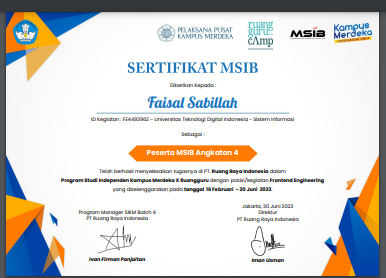 PELAKSANA PUSAT
KAMPUS MERDEKA
ruang
guru
cAmp
MSIB
Kampus
Merdeka
SERTIFIKAT MSIB
Diberikan Kepada :
Faisal Sabillah
ID Kegiatan : FE4483962 - Universitas Teknologi Digital Indonesia - Sistem Informasi
Sebagai :
Peserta MSIB Angkatan 4
Telah berhasil menyelesaikan tugasnya di PT. Ruang Raya Indonesia dalam
Program Studi Independen Kampus Merdeka X Ruangguru dengan posisi/kegiatan Frontend Engineering
yang diselenggarakan pada tanggal 16 Februari - 30 Juni 2023.
Jakarta, 30 Juni 2023
Program Manager SIKM Batch 4
PT Ruang Raya Indonesia
Direktur
PT Ruang Raya Indonesia
Ivan Firman Panjaitan
Iman Usman